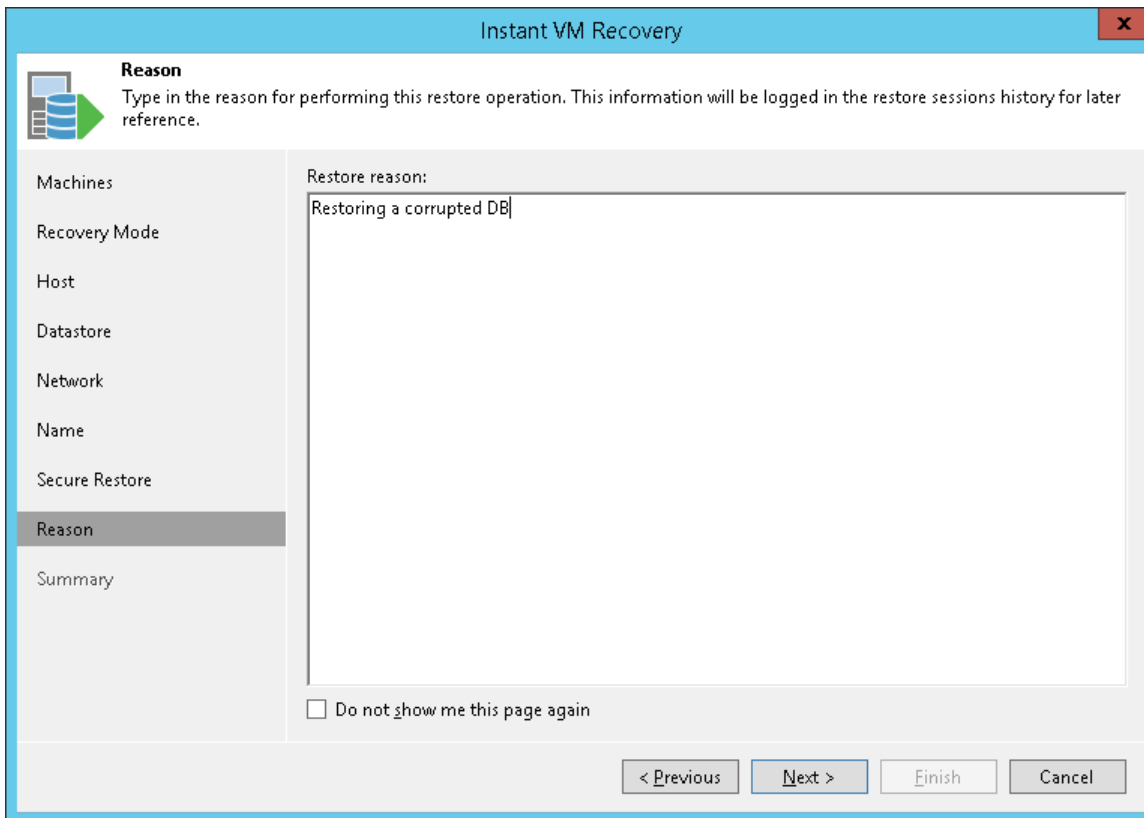 Instant VM Recovery
x
Reason
Type in the reason for performing this restore operation. This information will be logged in the restore sessions history for later
reference.
Machines
Recovery Mode
Host
Datastore
Network
Name
Secure Restore
Reason
Summary
Restore reason:
Restoring a corrupted DB
Do not show me this page again
< Previous
Next >
Finish
Cancel